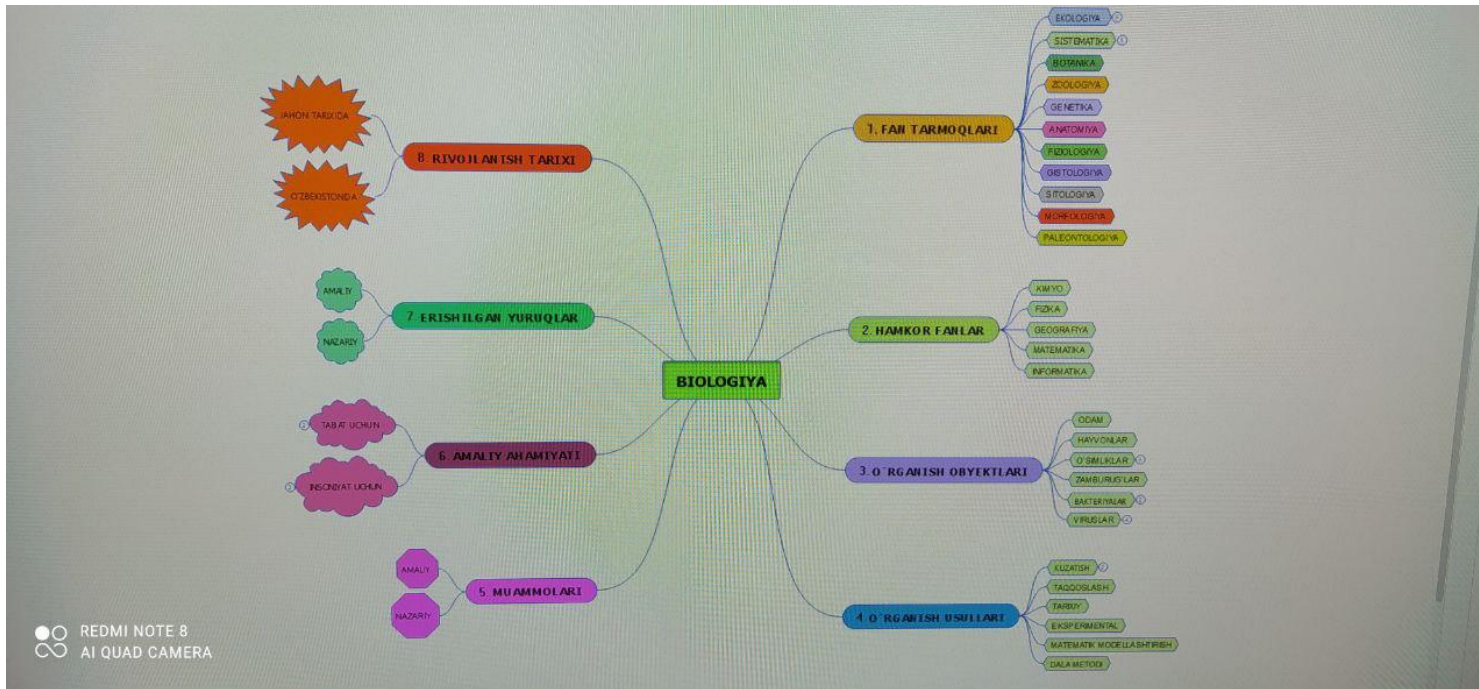 BIOLOGIYA
1. FAN TARMOQLARI
EKOLOGIYA
SISTEMATIKA
BOTANIKA
ZOOLOGIYA
GENETIKA
ANATOMIYA
FIZIOLOGIYA
GISTOLOGIYA
SITOLOGIYA
MORFOLOGIYA
PALEONTOLOGIYA
2. HAMKOR FANLAR
KIMYO
FIZIKA
GEOGRAFIYA
MATEMATIKA
INFORMATIKA
3. O`RGANISH OBYEKTLARI
ODAM
HAYVONLAR
O`SIMLIKLAR
ZAMBURUG`LAR
BAKTERIYALAR
VIRUSLAR
4. O`RGANISH USULLARI
KUZATISH
TAQQOSLASH
TARIXIY
EKSPERIMENTAL
MATEMATIK MODELLASHTIRISH
DALA METODI
5. MUAMMOLARI
AMALIY
NAZARIY
6. AMALIY AHAMIYATI
TABIAT UCHUN
INSONIYAT UCHUN
7. ERISHILGAN YURUQLAR
AMALIY
NAZARIY
8. RIVOJLANISH TARIXI
JAHON TARIXIDA
O'ZBEKISTONDA
REDMI NOTE 8
AI QUAD CAMERA